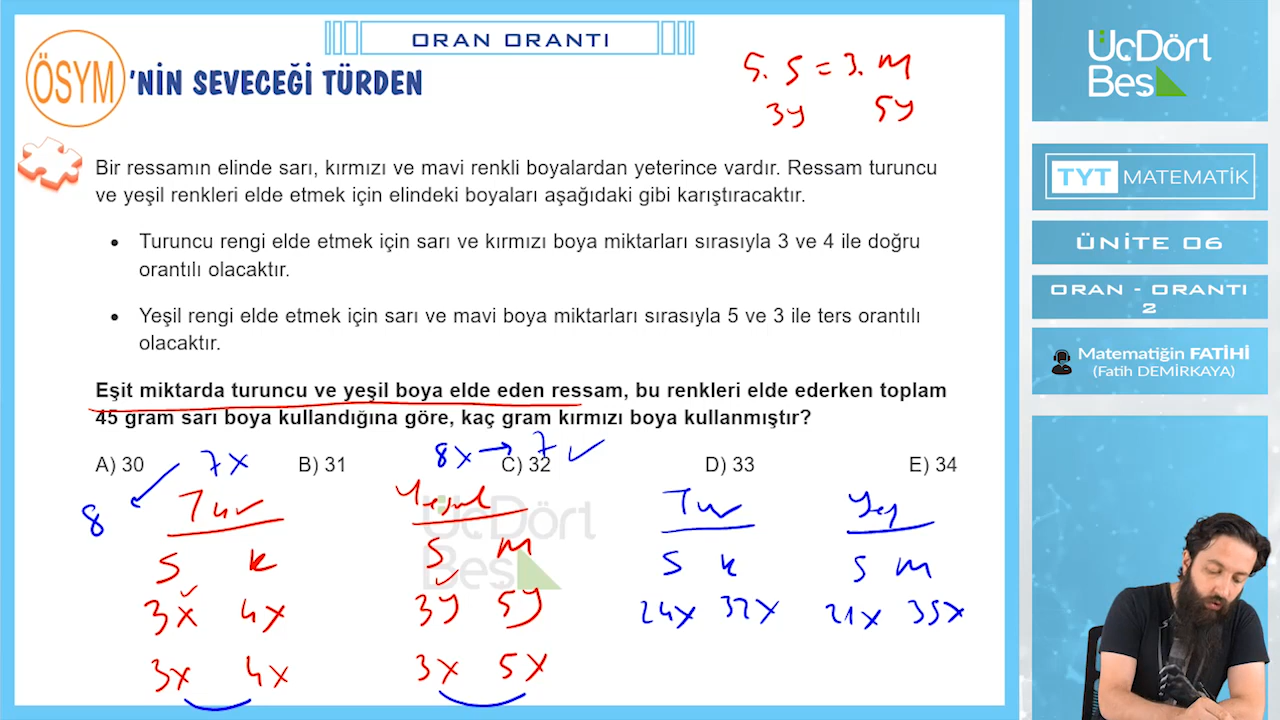 ORAN ORANTI
ÖSYM'NİN SEVECEĞİ TÜRDEN
5. S = 3. M
3y 5y
Bir ressamın elinde sarı, kırmızı ve mavi renkli boyalardan yeterince vardır. Ressam turuncu
ve yeşil renkleri elde etmek için elindeki boyaları aşağıdaki gibi karıştıracaktır.
• Turuncu rengi elde etmek için sarı ve kırmızı boya miktarları sırasıyla 3 ve 4 ile doğru
orantılı olacaktır.
• Yeşil rengi elde etmek için sarı ve mavi boya miktarları sırasıyla 5 ve 3 ile ters orantılı
olacaktır.
Eşit miktarda turuncu ve yeşil boya elde eden ressam, bu renkleri elde ederken toplam
45 gram sarı boya kullandığına göre, kaç gram kırmızı boya kullanmıştır?
7x 8x → 7 ✓
A) 30 B) 31 C) 32 D) 33 E) 34
8 Tur Yeşil Tur Yeş
S K S M S K S M
3x 4x 3y 5y 24x 32x 21x 35x
3x 4x 3x 5x
ÜçDört
Beş
ÜçDört
Beş
TYT MATEMATİK
ÜNİTE 06
ORAN - ORANTI
2
Matematiğin FATİHİ
(Fatih DEMİRKAYA)